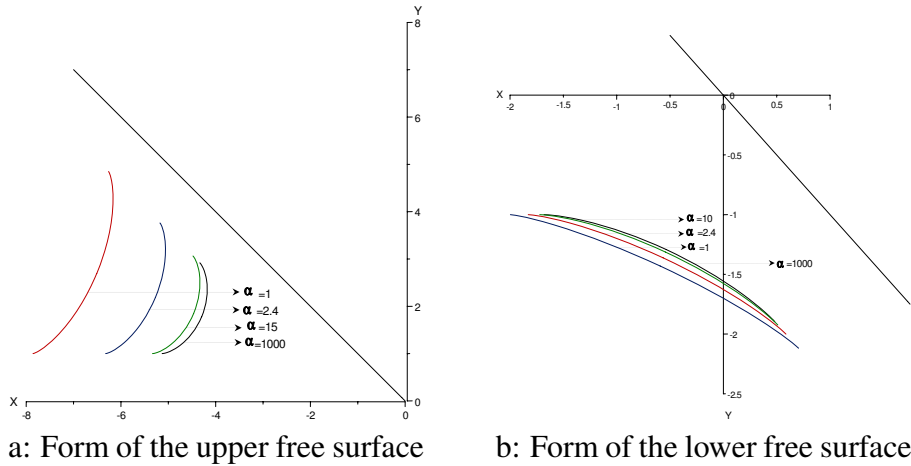 Y
8
6
4
2
0
X
-8
-6
-4
-2
0
α =1
α =2.4
α =15
α=1000
a: Form of the upper free surface
X
-2
-1.5
-1
-0.5
0
0.5
1
0
-0.5
-1
-1.5
-2
-2.5
Y
α =10
α =2.4
α =1
α =1000
b: Form of the lower free surface